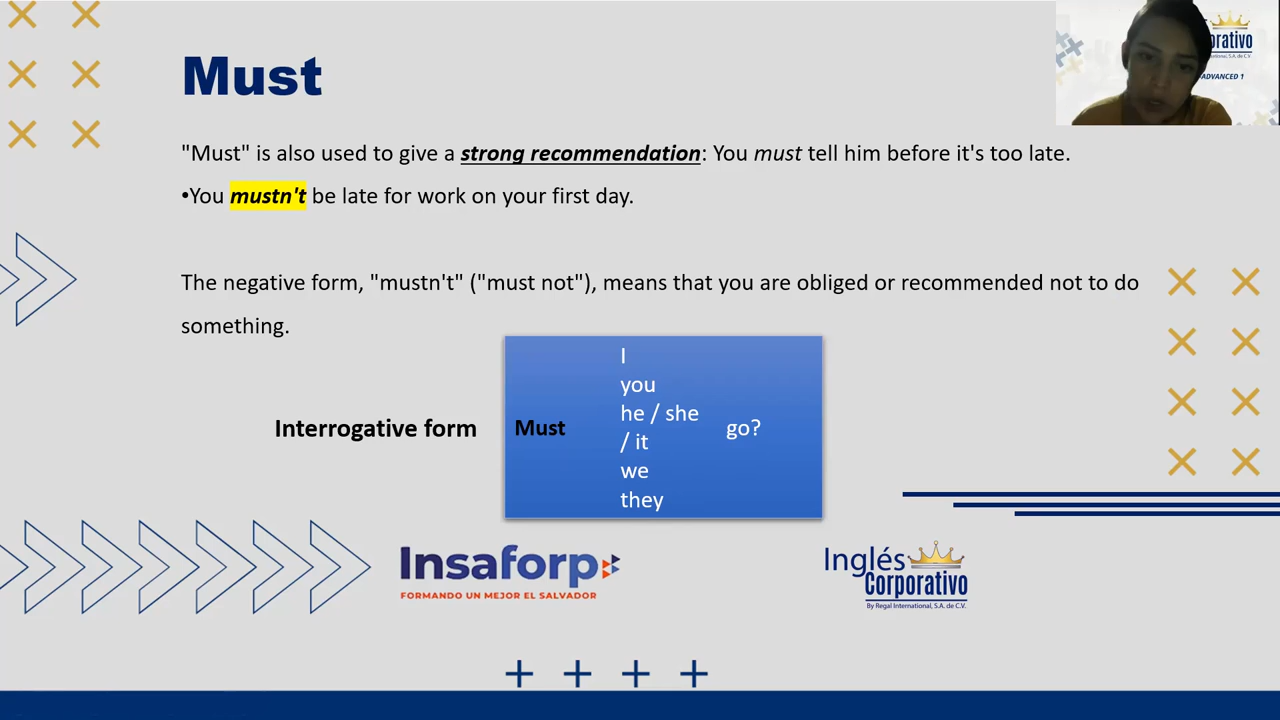 Must
orativo
ADVANCED 1
"Must" is also used to give a strong recommendation: You must tell him before it's too late.
•You mustn't be late for work on your first day.
The negative form, "mustn't" ("must not"), means that you are obliged or recommended not to do
something.
Interrogative form
Must
I
you
he / she
/ it
we
they
go?
Insaforp
FORMANDO UN MEJOR EL SALVADOR
Inglés
Corporativo
By Regal International, S.A. de C.V.